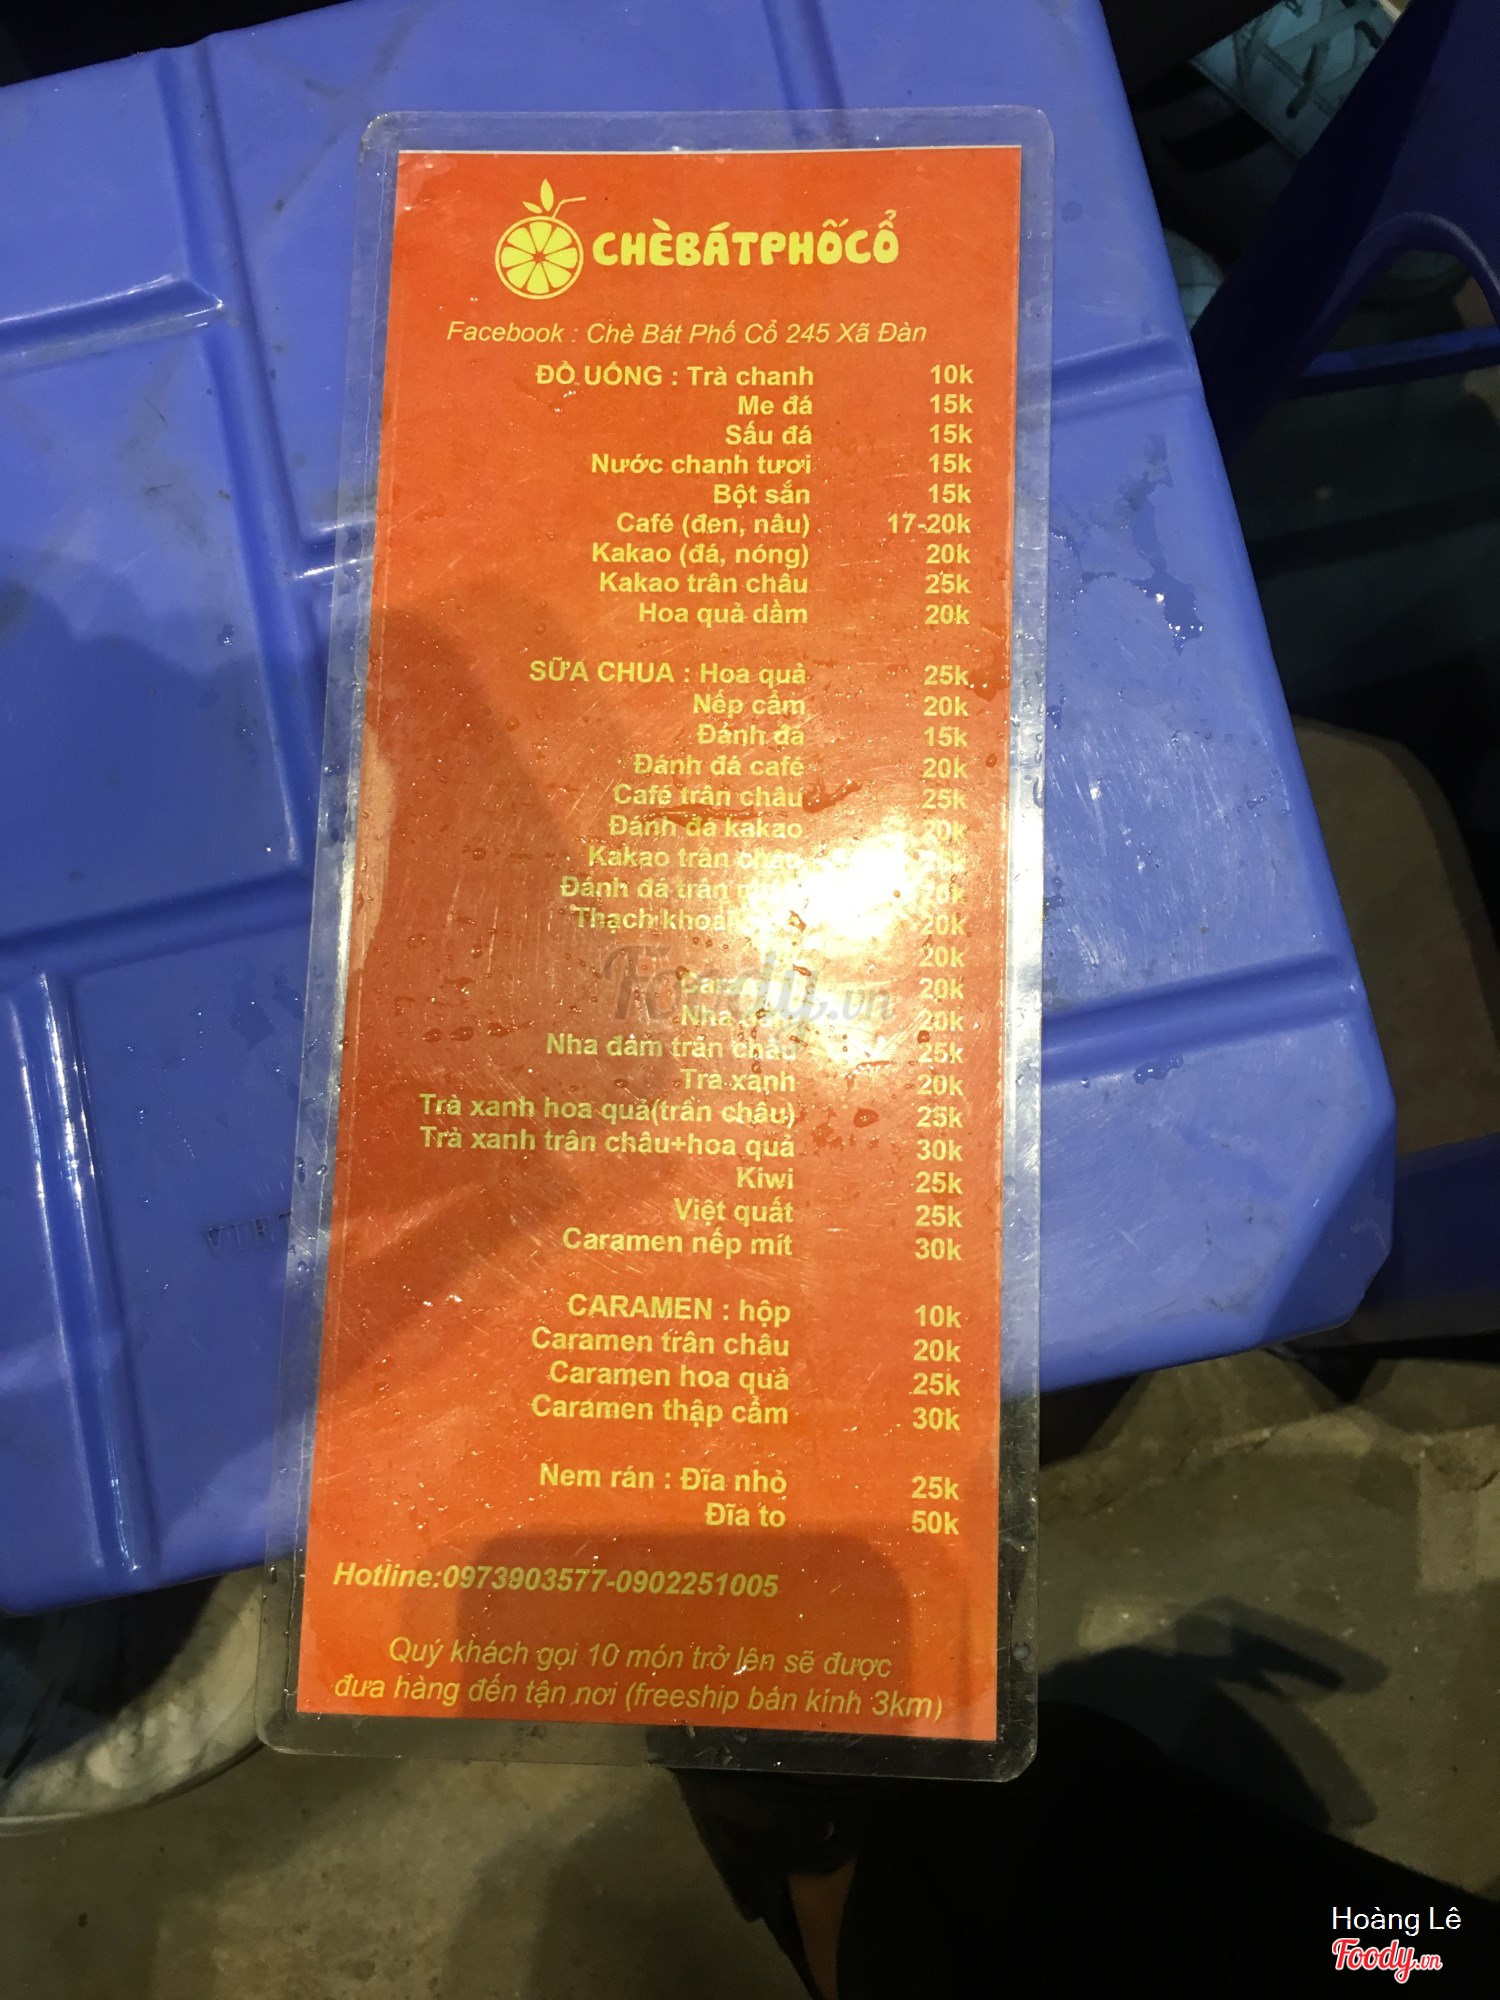 CHÈBÁTPHỐCỔ
Facebook : Chè Bát Phố Cổ 245 Xã Đàn
ĐỒ UỐNG : Trà chanh 10k
Me đá 15k
Sấu đá 15k
Nước chanh tươi 15k
Bột sắn 15k
Café (đen, nâu) 17-20k
Kakao (đá, nóng) 20k
Kakao trân châu 25k
Hoa quả dầm 20k
SỮA CHUA : Hoa quả 25k
Nếp cẩm 20k
Đánh đá 15k
Đánh đá café 20k
Café trân châu 25k
Đánh đá kakao 20k
Kakao trân châu
Đánh đá trân
Thạch 20k
20k
20k
Nha 20k
Nha đam trân châu 25k
Trà xanh 20k
Trà xanh hoa quả(trân châu) 25k
Trà xanh trân châu+hoa quả 30k
Kiwi 25k
Việt quất 25k
Caramen nếp mít 30k
CARAMEN : hộp 10k
Caramen trân châu 20k
Caramen hoa quả 25k
Caramen thập cẩm 30k
Nem rán : Đĩa nhỏ 25k
Đĩa to 50k
Hotline:0973903577-0902251005
Quý khách gọi 10 món trở lên sẽ được
đưa hàng đến tận nơi (freeship bán kính 3km)
Foody.vn
Hoàng Lê
Foody.vn